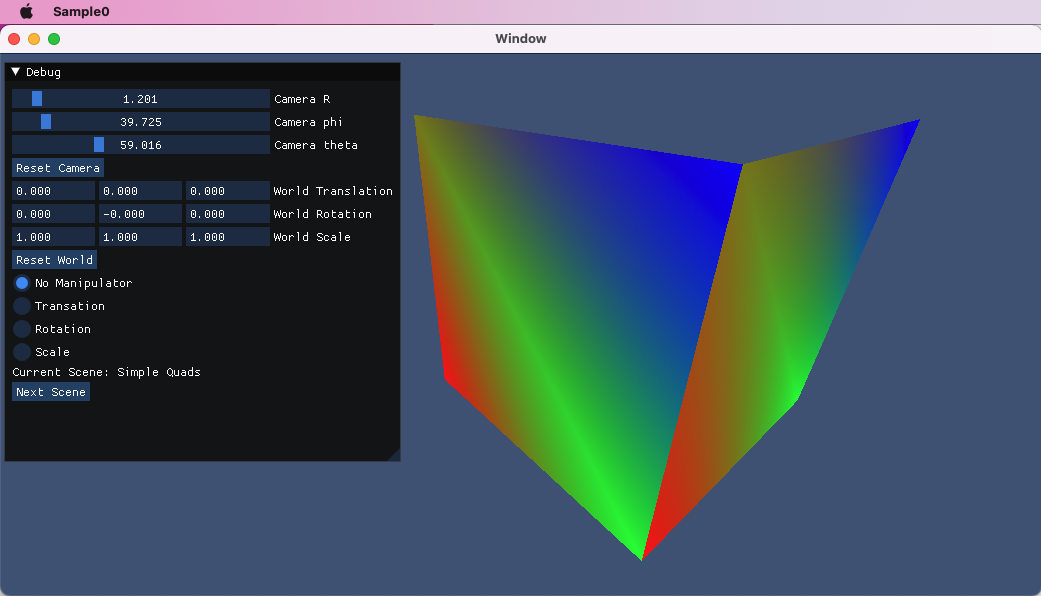 Sample0
Window
Debug
1.201 Camera R
39.725 Camera phi
59.016 Camera theta
Reset Camera
0.000 0.000 0.000 World Translation
0.000 -0.000 0.000 World Rotation
1.000 1.000 1.000 World Scale
Reset World
No Manipulator
Transation
Rotation
Scale
Current Scene: Simple Quads
Next Scene